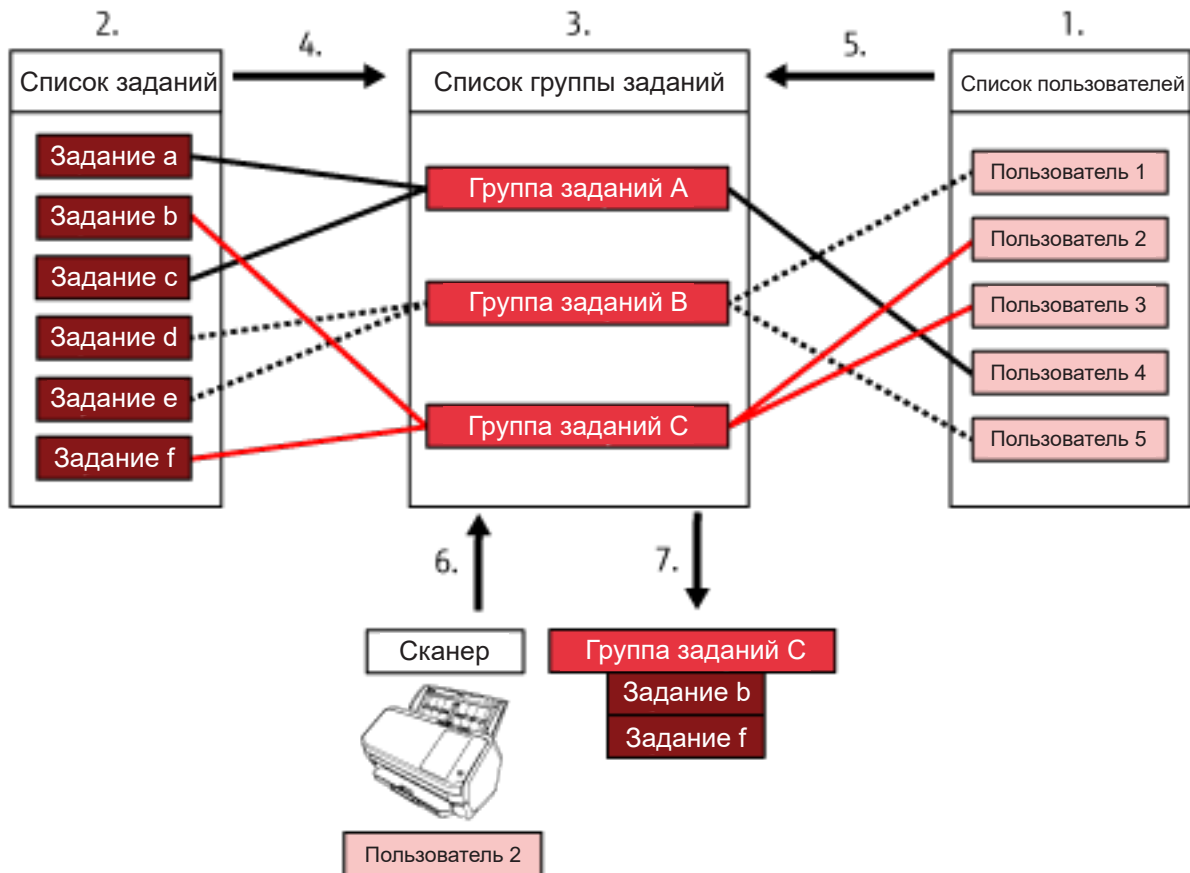 2.
4.
3.
5.
1.
Список заданий
Список группы заданий
Список пользователей
Задание a
Задание b
Задание c
Задание d
Задание e
Задание f
Группа заданий A
Группа заданий B
Группа заданий C
Пользователь 1
Пользователь 2
Пользователь 3
Пользователь 4
Пользователь 5
6.
7.
Сканер
Пользователь 2
Группа заданий C
Задание b
Задание f